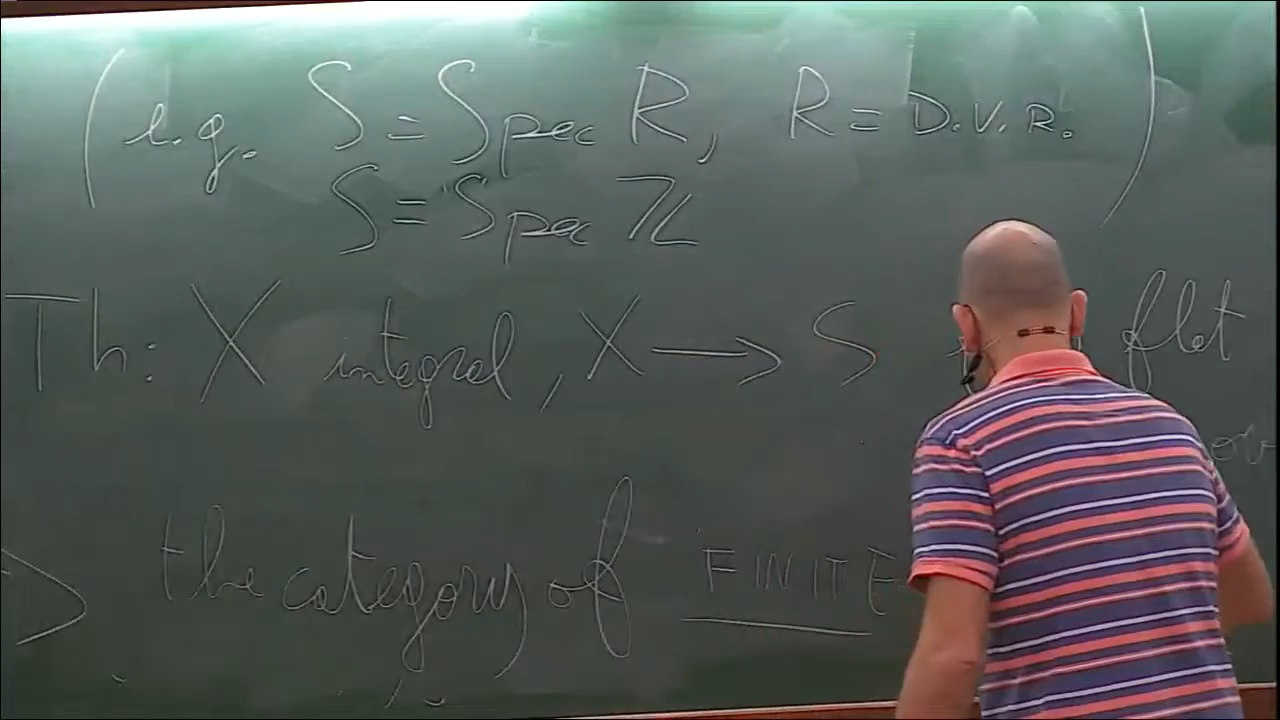 (e.g. S = Spec R, R = D.V.R.)
S = Spec ℤ
Th: X integral, X → S flat
⇒ the category of FINITE